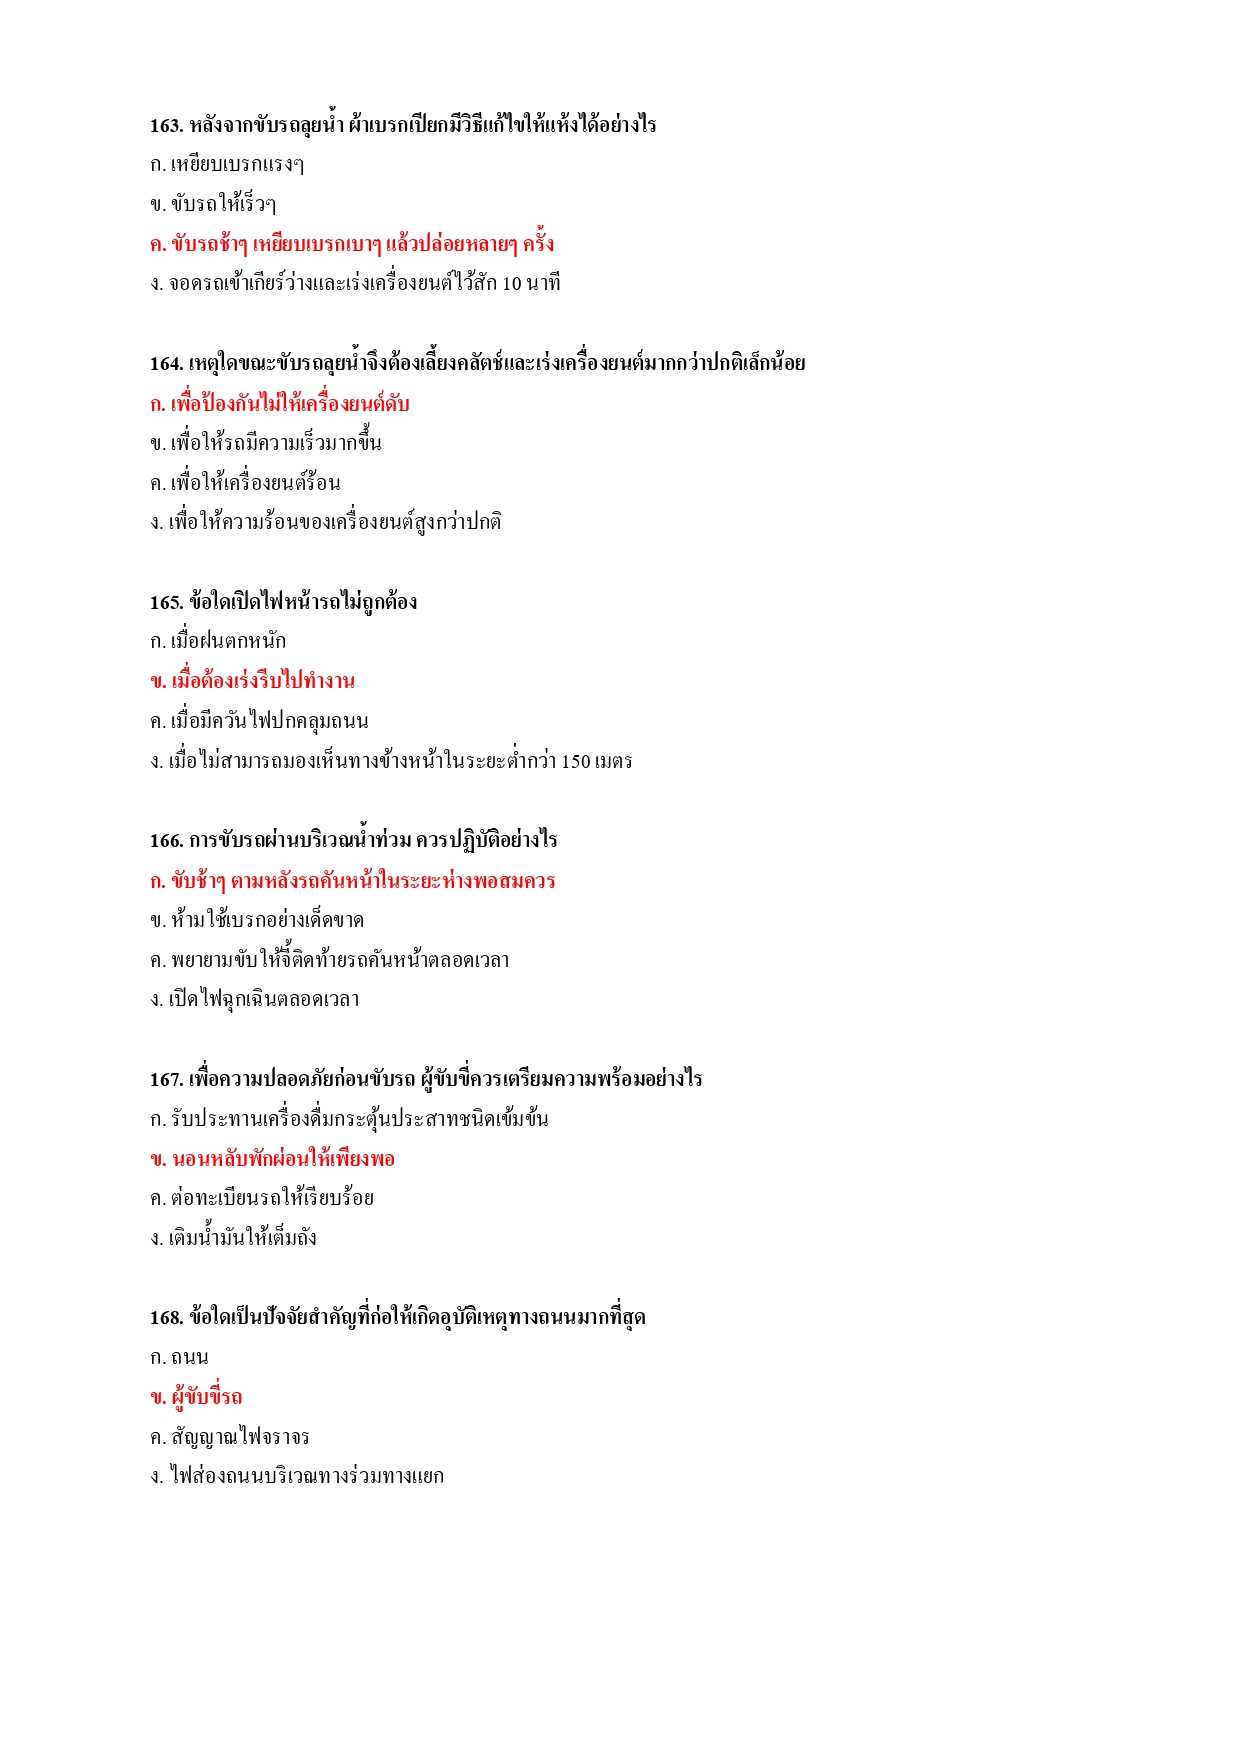 163. หลังจากขับรถลุยน้ำ ผ้าเบรกเปียกมีวิธีแก้ไขให้แห้งได้อย่างไร
ก. เหยียบเบรกแรงๆ
ข. ขับรถให้เร็วๆ
ค. ขับรถช้าๆ เหยียบเบรกเบาๆ แล้วปล่อยหลายๆ ครั้ง
ง. จอดรถเข้าเกียร์ว่างและเร่งเครื่องยนต์ไว้สัก 10 นาที
164. เหตุใดขณะขับรถลุยน้ำจึงต้องเลี้ยงคลัตช์และเร่งเครื่องยนต์มากกว่าปกติเล็กน้อย
ก. เพื่อป้องกันไม่ให้เครื่องยนต์ดับ
ข. เพื่อให้รถมีความเร็วมากขึ้น
ค. เพื่อให้เครื่องยนต์ร้อน
ง. เพื่อให้ความร้อนของเครื่องยนต์สูงกว่าปกติ
165. ข้อใดเปิดไฟหน้ารถไม่ถูกต้อง
ก. เมื่อฝนตกหนัก
ข. เมื่อต้องเร่งรีบไปทำงาน
ค. เมื่อมีควันไฟปกคลุมถนน
ง. เมื่อไม่สามารถมองเห็นทางข้างหน้าในระยะต่ำกว่า 150 เมตร
166. การขับรถผ่านบริเวณน้ำท่วม ควรปฏิบัติอย่างไร
ก. ขับช้าๆ ตามหลังรถคันหน้าในระยะห่างพอสมควร
ข. ห้ามใช้เบรกอย่างเด็ดขาด
ค. พยายามขับให้จี้ติดท้ายรถคันหน้าตลอดเวลา
ง. เปิดไฟฉุกเฉินตลอดเวลา
167. เพื่อความปลอดภัยก่อนขับรถ ผู้ขับขี่ควรเตรียมความพร้อมอย่างไร
ก. รับประทานเครื่องดื่มกระตุ้นประสาทชนิดเข้มข้น
ข. นอนหลับพักผ่อนให้เพียงพอ
ค. ต่อทะเบียนรถให้เรียบร้อย
ง. เติมน้ำมันให้เต็มถัง
168. ข้อใดเป็นปัจจัยสำคัญที่ก่อให้เกิดอุบัติเหตุทางถนนมากที่สุด
ก. ถนน
ข. ผู้ขับขี่รถ
ค. สัญญาณไฟจราจร
ง. ไฟส่องถนนบริเวณทางร่วมทางแยก